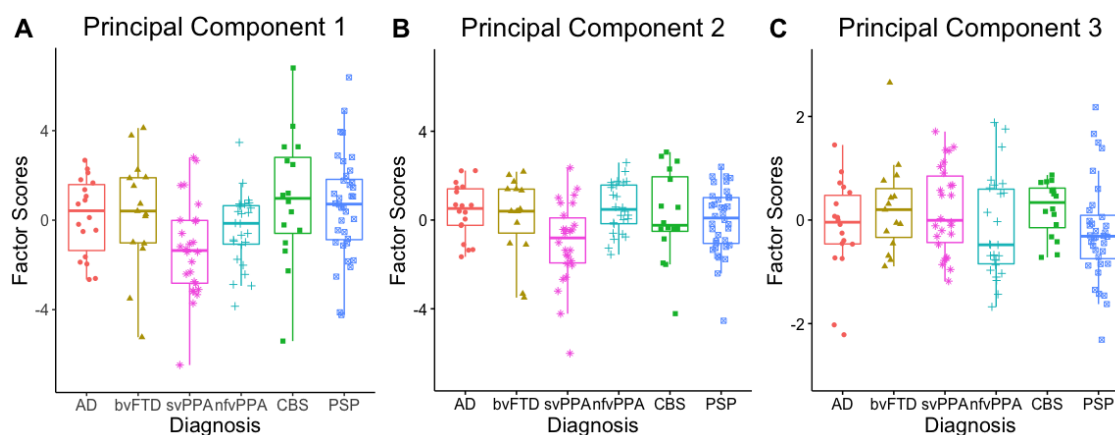 A Principal Component 1
Factor Scores
4
0
-4
AD bvFTD svPPA nfvPPA CBS PSP
Diagnosis
B Principal Component 2
Factor Scores
4
0
-4
AD bvFTD svPPA nfvPPA CBS PSP
Diagnosis
C Principal Component 3
Factor Scores
2
0
-2
AD bvFTD svPPA nfvPPA CBS PSP
Diagnosis